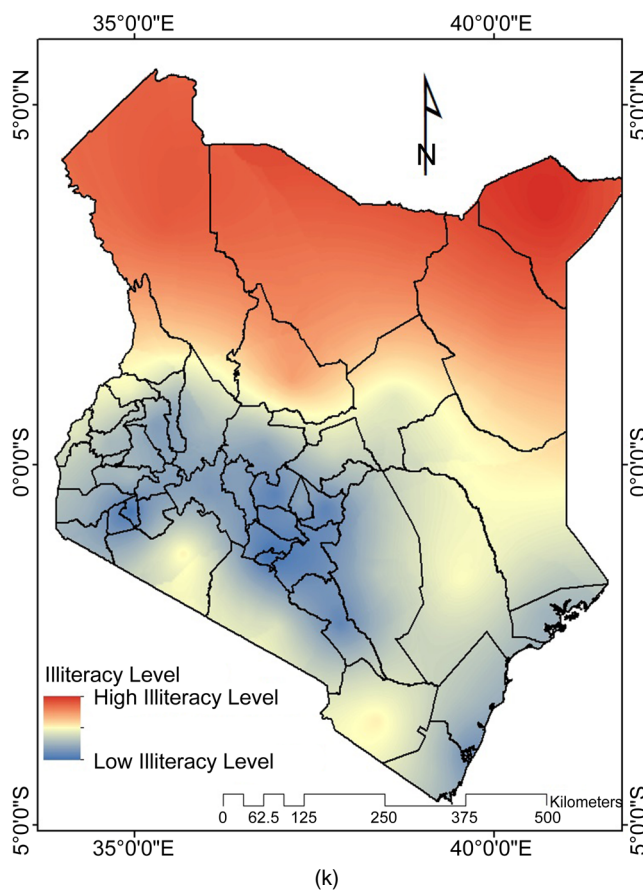 35°0'0"E 40°0'0"E
5°0'0"N 5°0'0"N
N
0°0'0"S 0°0'0"S
Illiteracy Level
High Illiteracy Level
Low Illiteracy Level
Kilometers
0 62.5 125 250 375 500
5°0'0"S 5°0'0"S
35°0'0"E 40°0'0"E
(k)